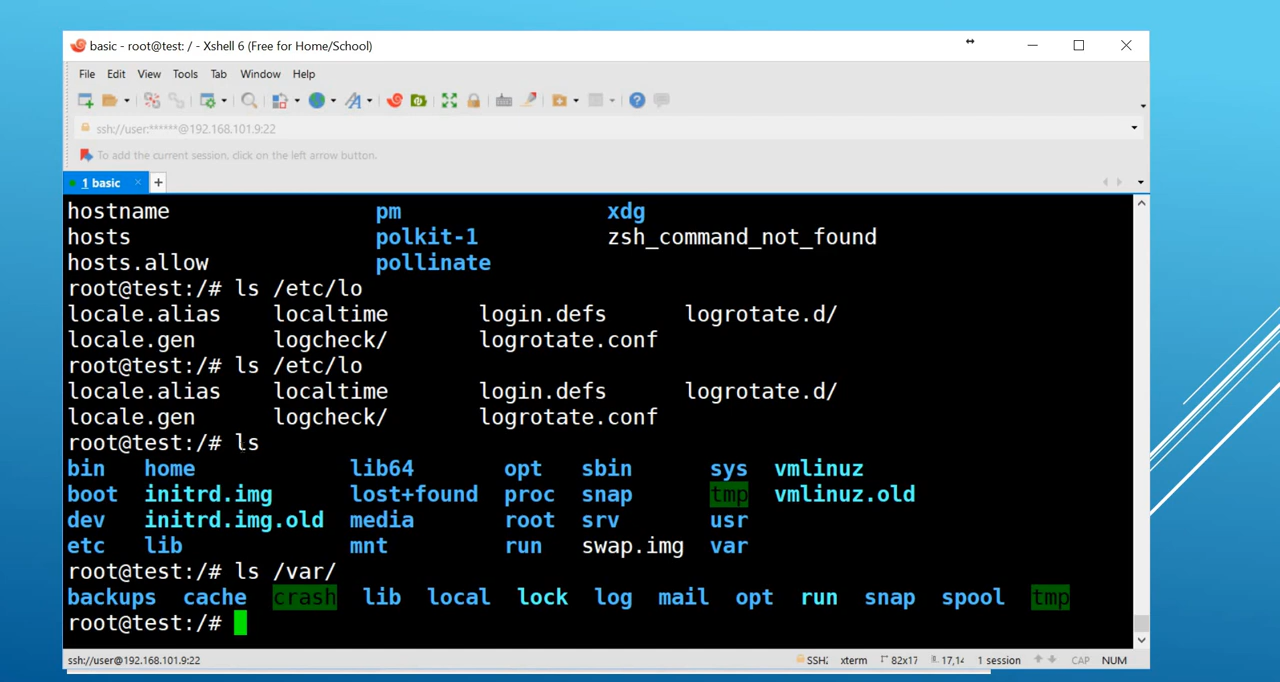 basic - root@test: / - Xshell 6 (Free for Home/School)
File Edit View Tools Tab Window Help
ssh://user:******@192.168.101.9:22
To add the current session, click on the left arrow button.
1 basic × +
hostname pm xdg
hosts polkit-1 zsh_command_not_found
hosts.allow pollinate
root@test:/# ls /etc/lo
locale.alias localtime login.defs logrotate.d/
locale.gen logcheck/ logrotate.conf
root@test:/# ls /etc/lo
locale.alias localtime login.defs logrotate.d/
locale.gen logcheck/ logrotate.conf
root@test:/# ls
bin home lib64 opt sbin sys vmlinuz
boot initrd.img lost+found proc snap tmp vmlinuz.old
dev initrd.img.old media root srv usr
etc lib mnt run swap.img var
root@test:/# ls /var/
backups cache crash lib local lock log mail opt run snap spool tmp
root@test:/#
ssh://user@192.168.101.9:22 SSH2 xterm 82x17 17,14 1 session CAP NUM